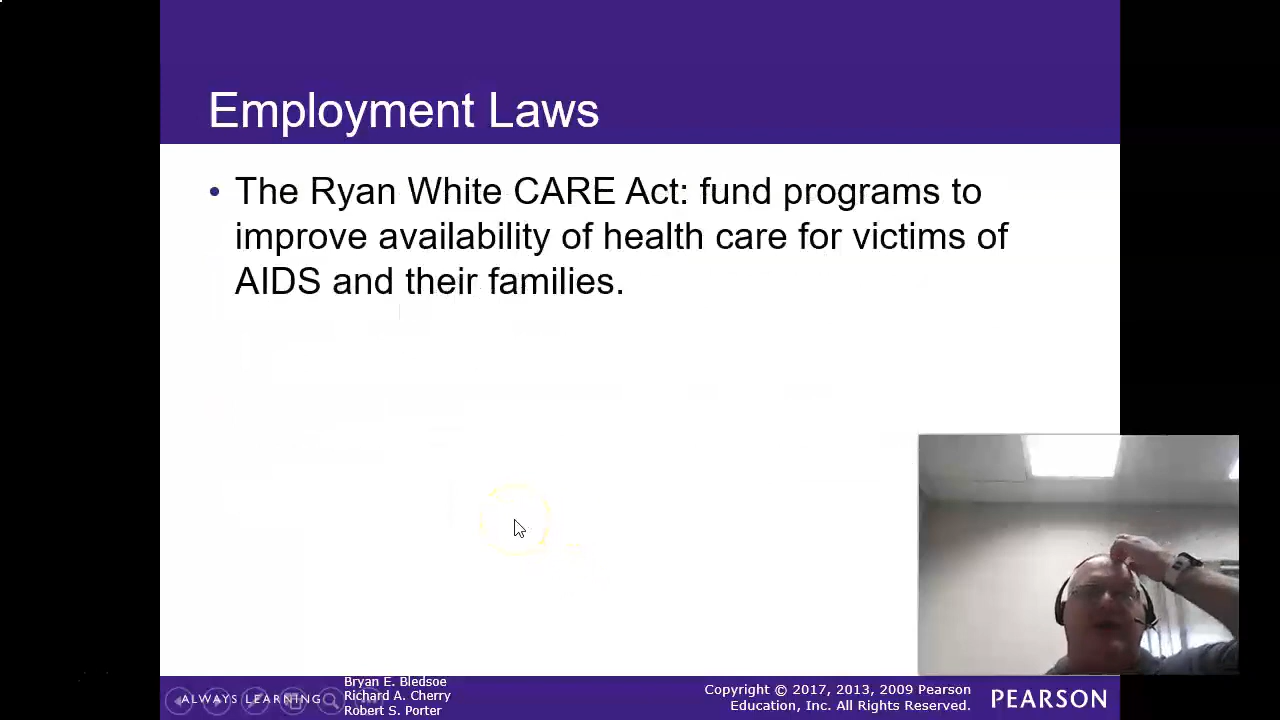 Employment Laws
• The Ryan White CARE Act: fund programs to
improve availability of health care for victims of
AIDS and their families.
ALWAYS LEARNING
Bryan E. Bledsoe
Richard A. Cherry
Robert S. Porter
Copyright © 2017, 2013, 2009 Pearson
Education, Inc. All Rights Reserved.
PEARSON